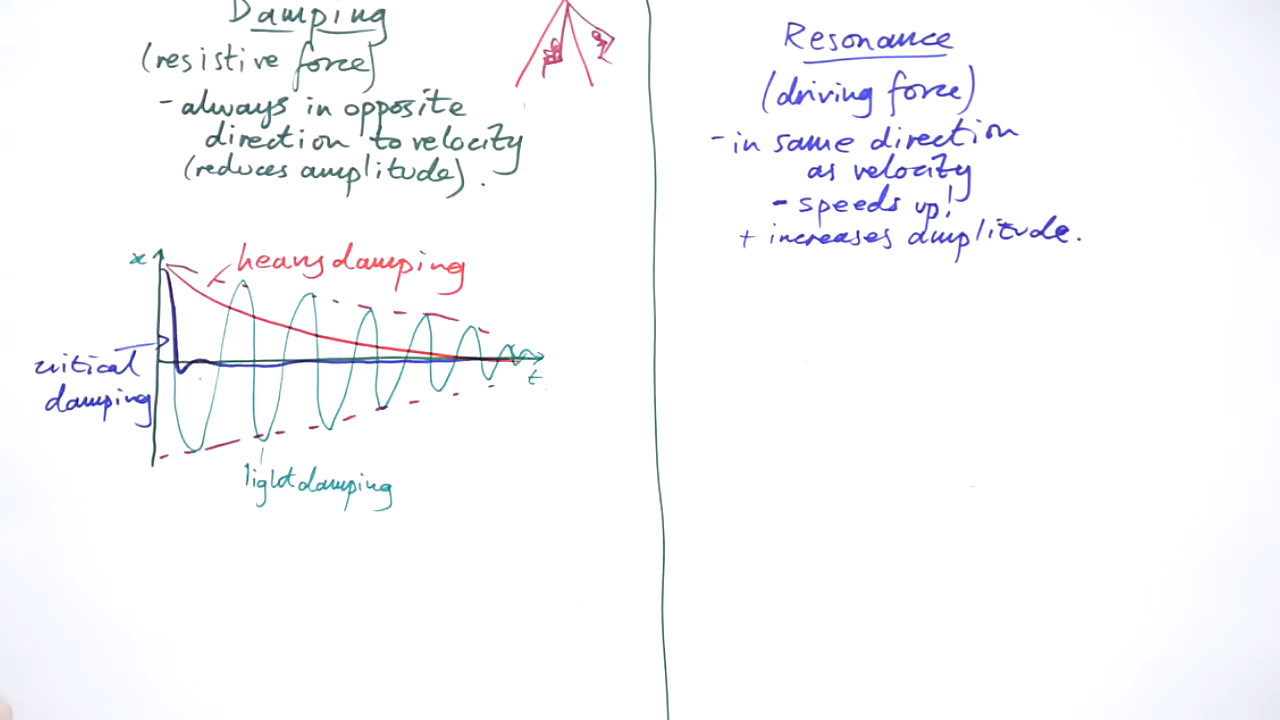 Damping
(resistive force)
- always in opposite
direction to velocity
(reduces amplitude).
x
heavy damping
critical
damping
t
light damping
Resonance
(driving force)
- in same direction
as velocity
- speeds up!
+ increases amplitude.